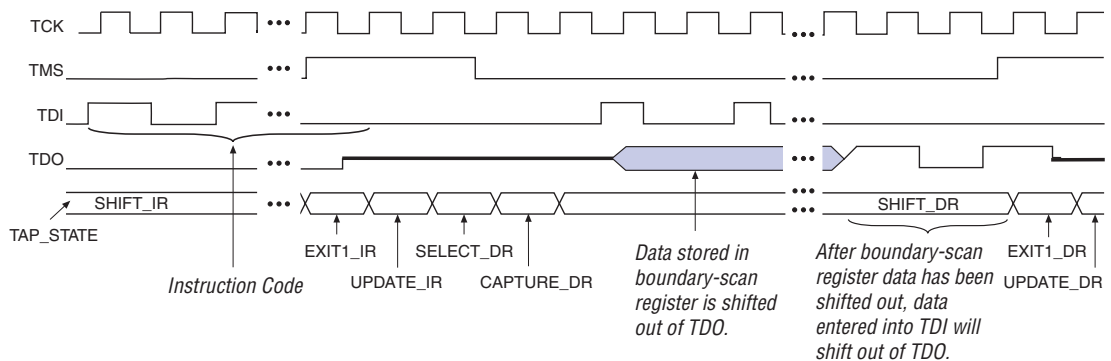 TCK
TMS
TDI
TDO
SHIFT_IR
SHIFT_DR
TAP_STATE
EXIT1_IR
SELECT_DR
Instruction Code
UPDATE_IR
CAPTURE_DR
Data stored in
boundary-scan
register is shifted
out of TDO.
After boundary-scan
register data has been
shifted out, data
entered into TDI will
shift out of TDO.
EXIT1_DR
UPDATE_DR